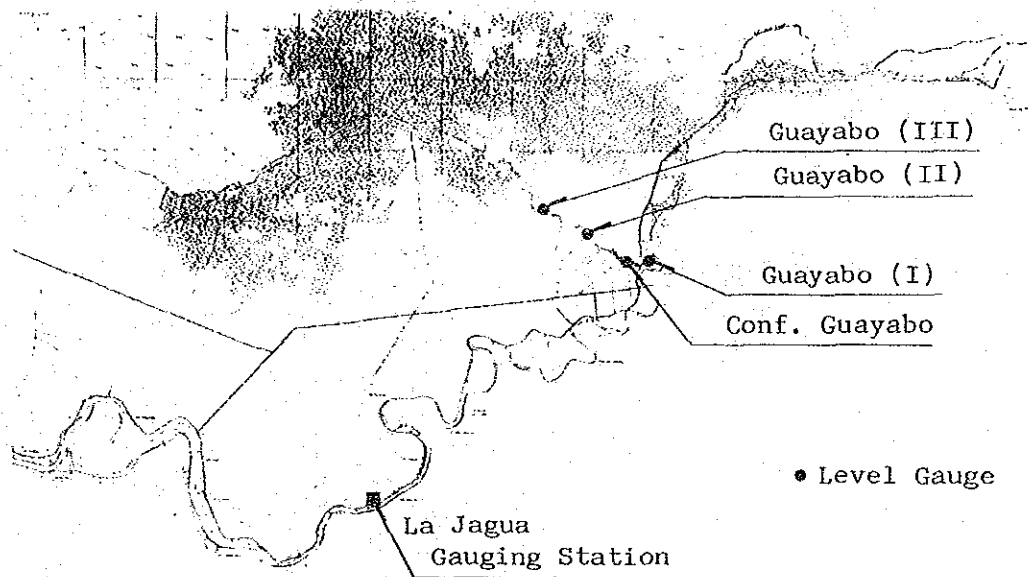 Guayabo (III)
Guayabo (II)
Guayabo (I)
Conf. Guayabo
Level Gauge
La Jagua
Gauging Station